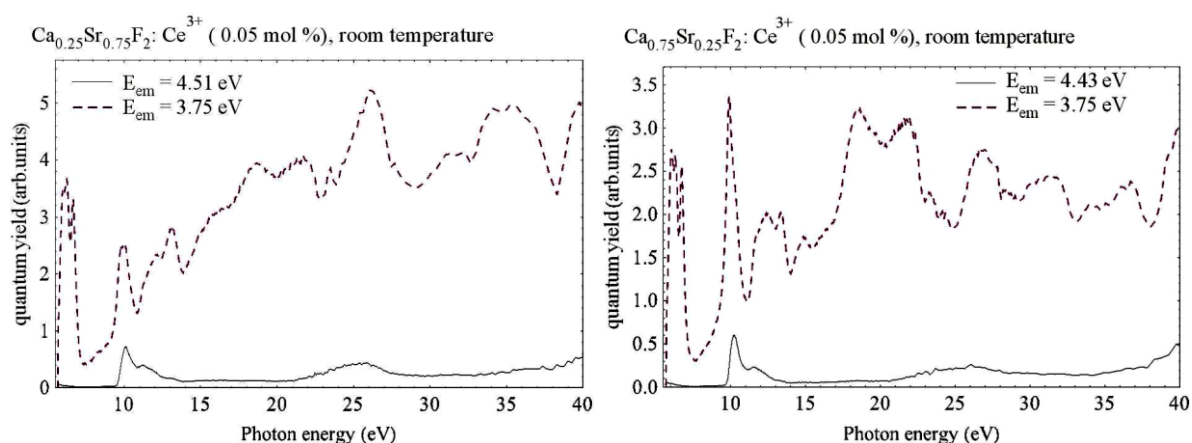 Ca0.25Sr0.75F2: Ce3+ ( 0.05 mol %), room temperature
E_em = 4.51 eV
E_em = 3.75 eV
quantum yield (arb.units)
5
4
3
2
1
0
10 15 20 25 30 35 40
Photon energy (eV)
Ca0.75Sr0.25F2: Ce3+ ( 0.05 mol %), room temperature
E_em = 4.43 eV
E_em = 3.75 eV
quantum yield (arb.units)
3.5
3.0
2.5
2.0
1.5
1.0
0.5
0.0
10 15 20 25 30 35 40
Photon energy (eV)